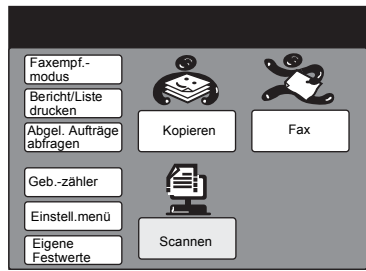 Faxempf.-
modus
Bericht/Liste
drucken
Abgel. Aufträge
abfragen
Kopieren
Fax
Geb.-zähler
Einstell.menü
Eigene
Festwerte
Scannen